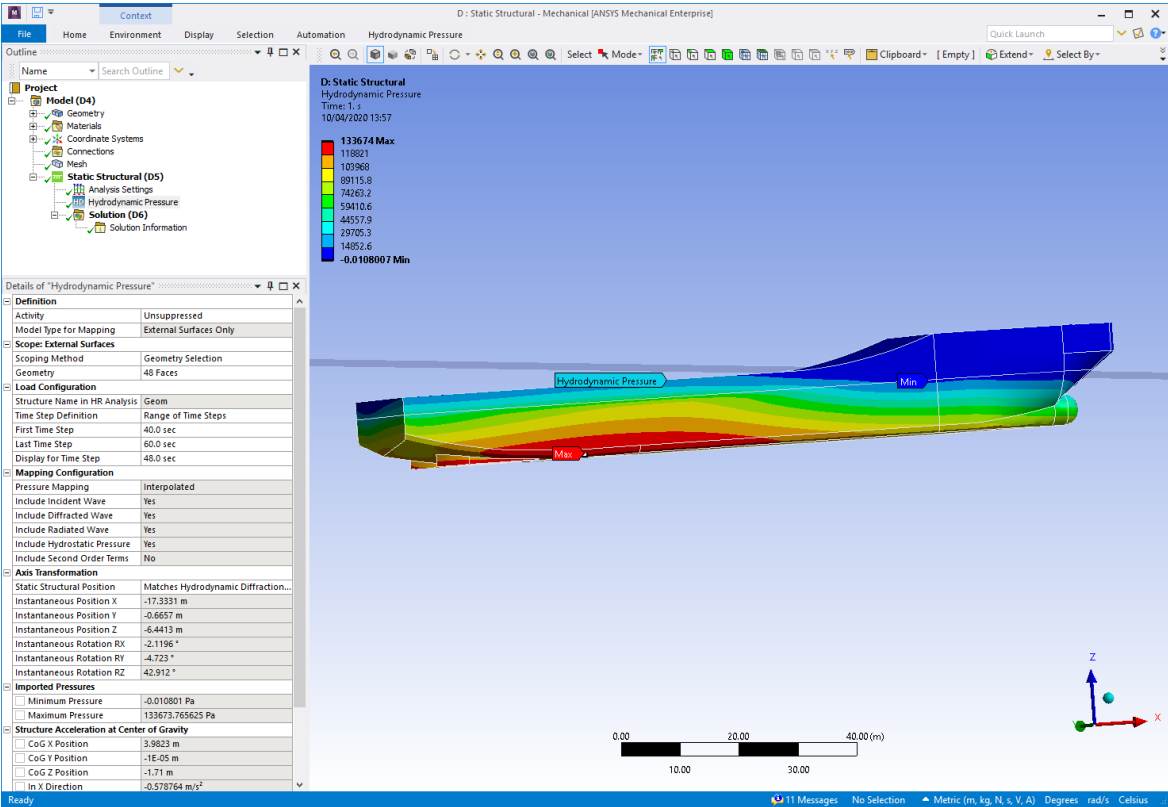 M
Context
D : Static Structural - Mechanical [ANSYS Mechanical Enterprise]
File Home Environment Display Selection Automation Hydrodynamic Pressure
Quick Launch
Outline
Select Mode Clipboard [ Empty ] Extend Select By
Name Search Outline
Project
Model (D4)
Geometry
Materials
Coordinate Systems
Connections
Mesh
Static Structural (D5)
Analysis Settings
Hydrodynamic Pressure
Solution (D6)
Solution Information
Details of "Hydrodynamic Pressure"
Definition
Activity Unsuppressed
Model Type for Mapping External Surfaces Only
Scope: External Surfaces
Scoping Method Geometry Selection
Geometry 48 Faces
Load Configuration
Structure Name in HR Analysis Geom
Time Step Definition Range of Time Steps
First Time Step 40.0 sec
Last Time Step 60.0 sec
Display for Time Step 48.0 sec
Mapping Configuration
Pressure Mapping Interpolated
Include Incident Wave Yes
Include Diffracted Wave Yes
Include Radiated Wave Yes
Include Hydrostatic Pressure Yes
Include Second Order Terms No
Axis Transformation
Static Structural Position Matches Hydrodynamic Diffraction...
Instantaneous Position X -17.3331 m
Instantaneous Position Y -0.6657 m
Instantaneous Position Z -6.4413 m
Instantaneous Rotation RX -2.1196 °
Instantaneous Rotation RY -4.723 °
Instantaneous Rotation RZ 42.912 °
Imported Pressures
Minimum Pressure -0.010801 Pa
Maximum Pressure 133673.765625 Pa
Structure Acceleration at Center of Gravity
CoG X Position 3.9823 m
CoG Y Position -1E-05 m
CoG Z Position -1.71 m
In X Direction -0.578764 m/s²
D: Static Structural
Hydrodynamic Pressure
Time: 1. s
10/04/2020 13:57
133674 Max
118821
103968
89115.8
74263.2
59410.6
44557.9
29705.3
14852.6
-0.0108007 Min
Hydrodynamic Pressure
Min
Max
Z
X
0.00 20.00 40.00 (m)
10.00 30.00
Ready 11 Messages No Selection Metric (m, kg, N, s, V, A) Degrees rad/s Celsius